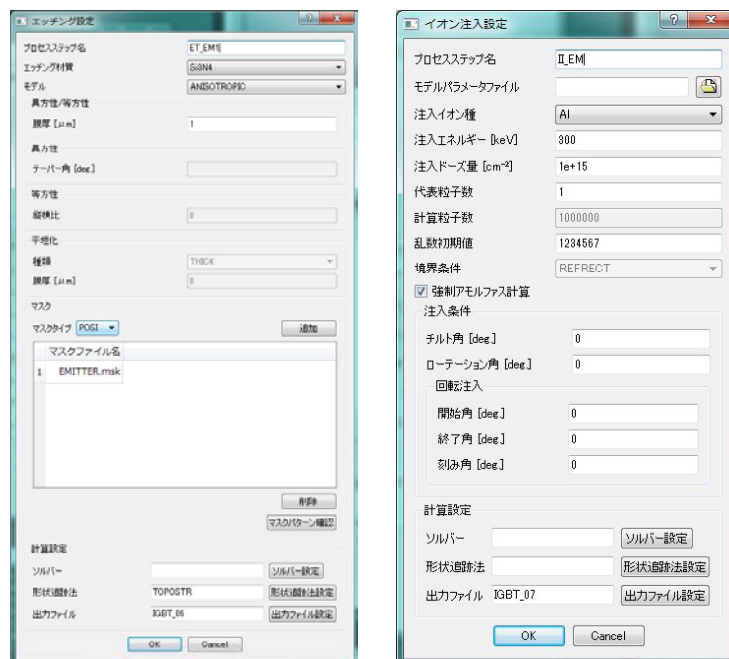 エッチング設定
プロセスステップ名 ET_EM1
エッチング材質 Si3N4
モデル ANISOTROPIC
異方性/等方性
膜厚 [μm] 1
異方性
テーパー角 [deg.]
等方性
縦横比 0
平坦化
種類 THICK
膜厚 [μm] 0
マスク
マスクタイプ POSI 追加
マスクファイル名
1 EMITTER.msk
削除
マスクパターン確認
計算設定
ソルバー ソルバー設定
形状追跡法 TOPOSTR 形状追跡法設定
出力ファイル IGBT_06 出力ファイル設定
OK Cancel
イオン注入設定
プロセスステップ名 II_EM
モデルパラメータファイル
注入イオン種 Al
注入エネルギー [keV] 300
注入ドーズ量 [cm⁻²] 1e+15
代表粒子数 1
計算粒子数 1000000
乱数初期値 1234567
境界条件 REFRECT
強制アモルファス計算
注入条件
チルト角 [deg.] 0
ローテーション角 [deg.] 0
回転注入
開始角 [deg.] 0
終了角 [deg.] 0
刻み角 [deg.] 0
計算設定
ソルバー ソルバー設定
形状追跡法 形状追跡法設定
出力ファイル IGBT_07 出力ファイル設定
OK Cancel